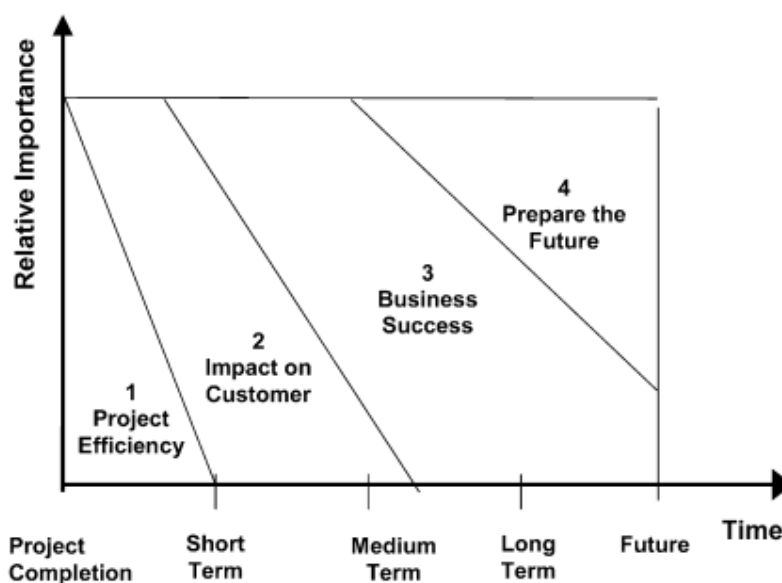 Relative Importance
4
Prepare the
Future
3
Business
Success
2
Impact on
Customer
1
Project
Efficiency
Project
Completion
Short
Term
Medium
Term
Long
Term
Future
Time